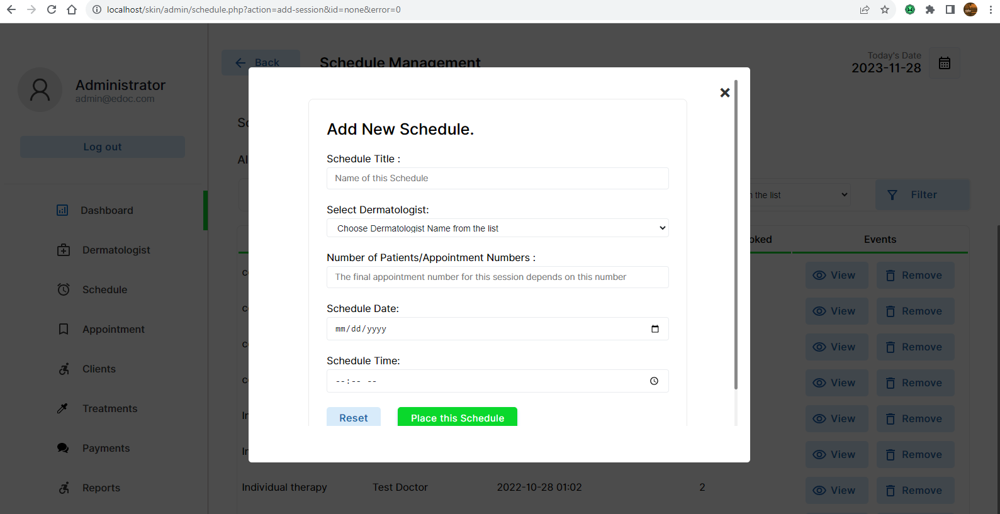 localhost/skin/admin/schedule.php?action=add-session&id=none&error=0
Administrator
admin@edoc.com
Log out
Dashboard
Dermatologist
Schedule
Appointment
Clients
Treatments
Payments
Reports
Back
Schedule Management
Today's Date
2023-11-28
Add New Schedule.
Schedule Title :
Name of this Schedule
Select Dermatologist:
Choose Dermatologist Name from the list
Number of Patients/Appointment Numbers :
The final appointment number for this session depends on this number
Schedule Date:
mm/dd/yyyy
Schedule Time:
--:-- --
Reset
Place this Schedule
the list
Filter
Events
View Remove
View Remove
View Remove
View Remove
View Remove
View Remove
Individual therapy Test Doctor 2022-10-28 01:02 2 View Remove